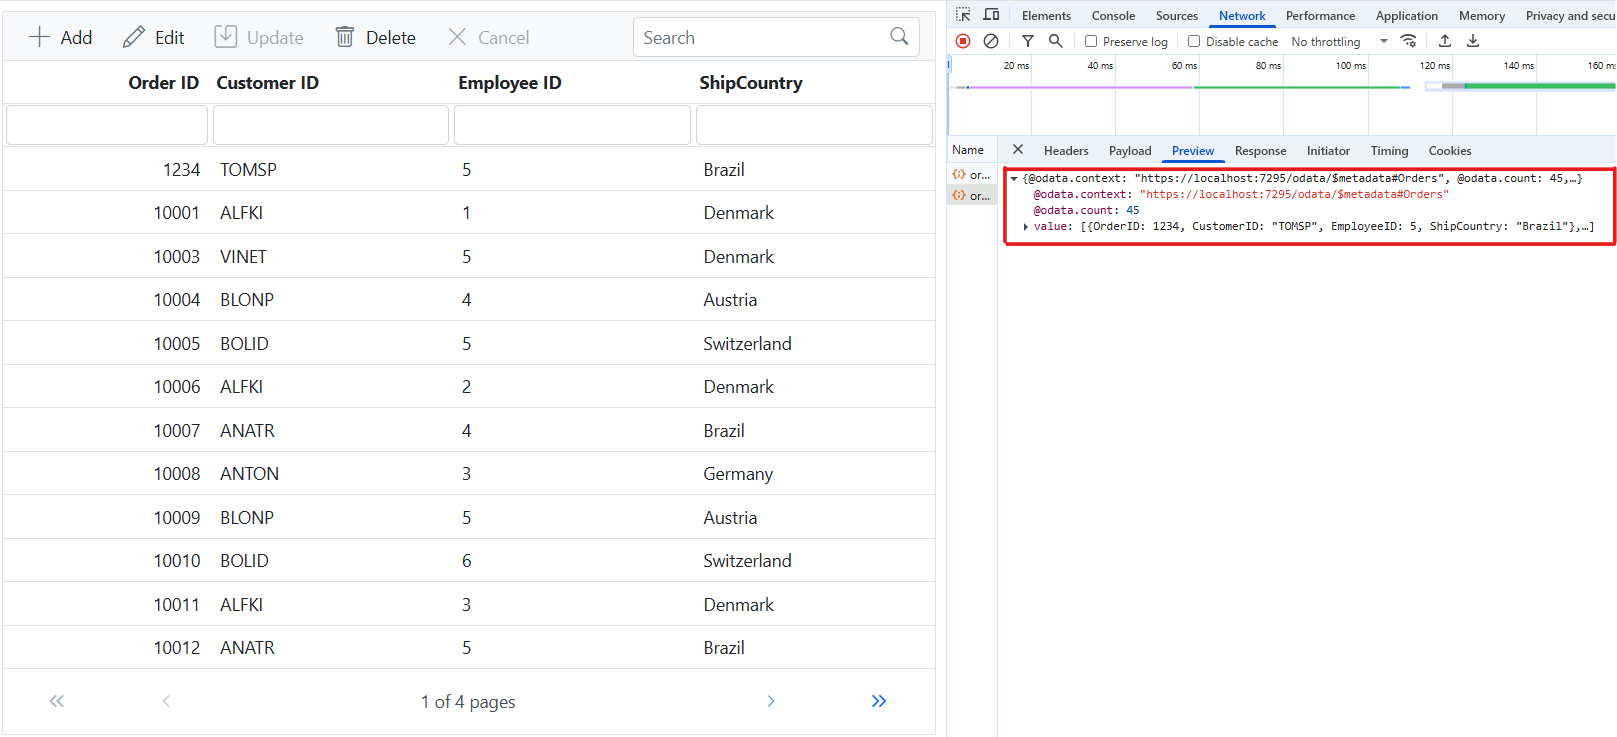 Add Edit Update Delete Cancel Search
Order ID Customer ID Employee ID ShipCountry
1234 TOMSP 5 Brazil
10001 ALFKI 1 Denmark
10003 VINET 5 Denmark
10004 BLONP 4 Austria
10005 BOLID 5 Switzerland
10006 ALFKI 2 Denmark
10007 ANATR 4 Brazil
10008 ANTON 3 Germany
10009 BLONP 5 Austria
10010 BOLID 6 Switzerland
10011 ALFKI 3 Denmark
10012 ANATR 5 Brazil
1 of 4 pages
Elements Console Sources Network Performance Application Memory Privacy and secu
Preserve log Disable cache No throttling
20 ms 40 ms 60 ms 80 ms 100 ms 120 ms 140 ms 160 ms
Name Headers Payload Preview Response Initiator Timing Cookies
or...
or...
{@odata.context: "https://localhost:7295/odata/$metadata#Orders", @odata.count: 45,…}
@odata.context: "https://localhost:7295/odata/$metadata#Orders"
@odata.count: 45
value: [{OrderID: 1234, CustomerID: "TOMSP", EmployeeID: 5, ShipCountry: "Brazil"},…]